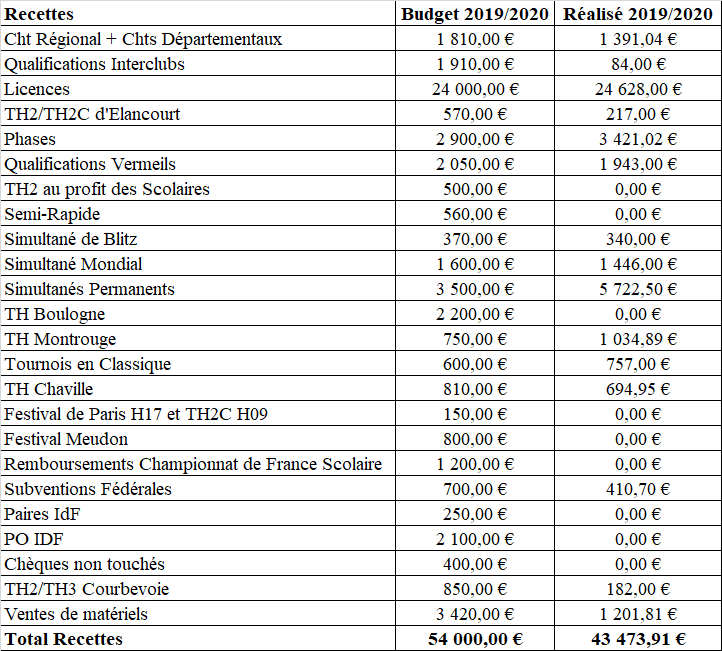 Recettes Budget 2019/2020 Réalisé 2019/2020
Cht Régional + Chts Départementaux 1 810,00 € 1 391,04 €
Qualifications Interclubs 1 910,00 € 84,00 €
Licences 24 000,00 € 24 628,00 €
TH2/TH2C d'Elancourt 570,00 € 217,00 €
Phases 2 900,00 € 3 421,02 €
Qualifications Vermeils 2 050,00 € 1 943,00 €
TH2 au profit des Scolaires 500,00 € 0,00 €
Semi-Rapide 560,00 € 0,00 €
Simultané de Blitz 370,00 € 340,00 €
Simultané Mondial 1 600,00 € 1 446,00 €
Simultanés Permanents 3 500,00 € 5 722,50 €
TH Boulogne 2 200,00 € 0,00 €
TH Montrouge 750,00 € 1 034,89 €
Tournois en Classique 600,00 € 757,00 €
TH Chaville 810,00 € 694,95 €
Festival de Paris H17 et TH2C H09 150,00 € 0,00 €
Festival Meudon 800,00 € 0,00 €
Remboursements Championnat de France Scolaire 1 200,00 € 0,00 €
Subventions Fédérales 700,00 € 410,70 €
Paires IdF 250,00 € 0,00 €
PO IDF 2 100,00 € 0,00 €
Chèques non touchés 400,00 € 0,00 €
TH2/TH3 Courbevoie 850,00 € 182,00 €
Ventes de matériels 3 420,00 € 1 201,81 €
Total Recettes 54 000,00 € 43 473,91 €